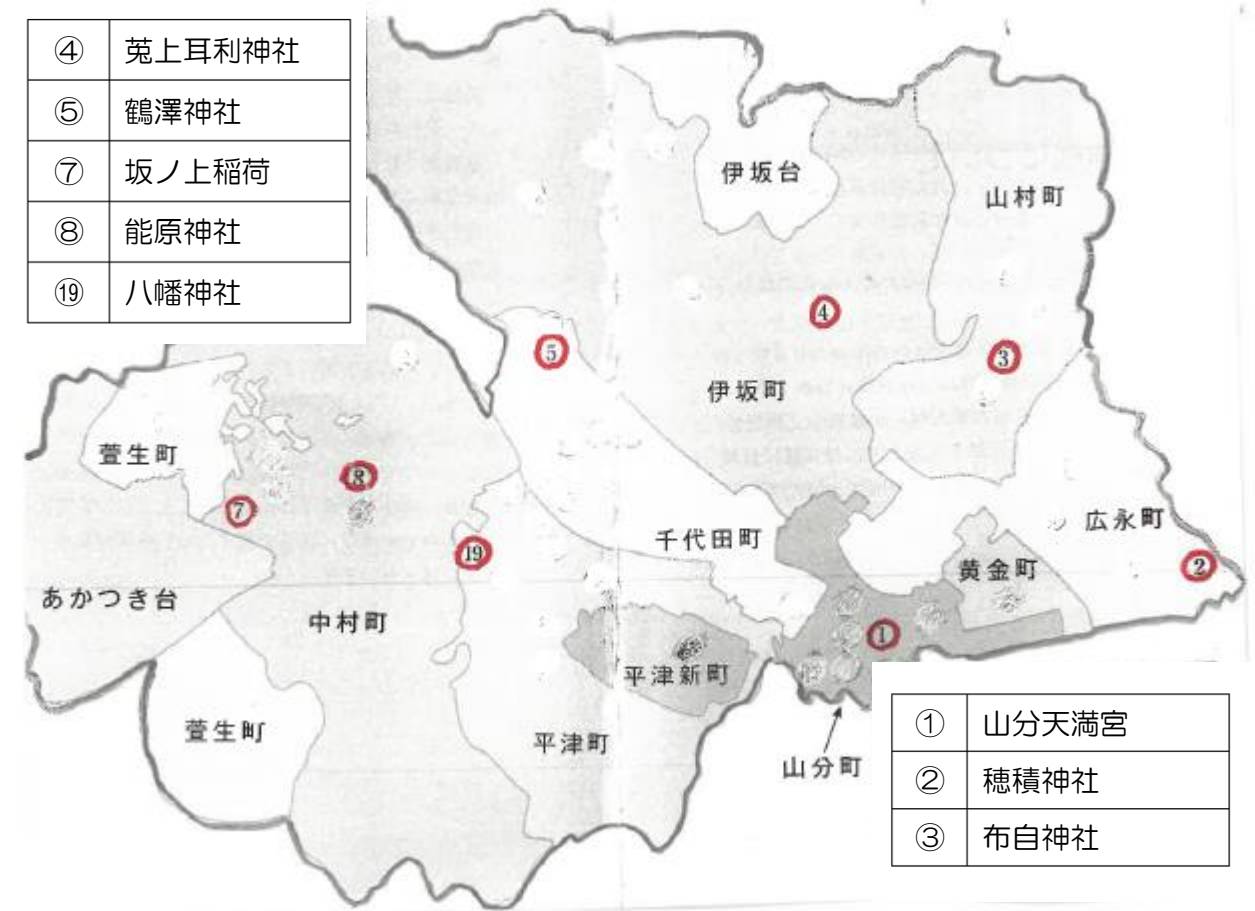 ④ 菟上耳利神社
⑤ 鶴澤神社
⑦ 坂ノ上稲荷
⑧ 能原神社
⑲ 八幡神社
伊坂台
山村町
④
⑤
③
伊坂町
萱生町
⑧
⑦
千代田町
広永町
⑲
②
黄金町
あかつき台
中村町
①
平津新町
萱生町
平津町
山分町
① 山分天満宮
② 穂積神社
③ 布自神社